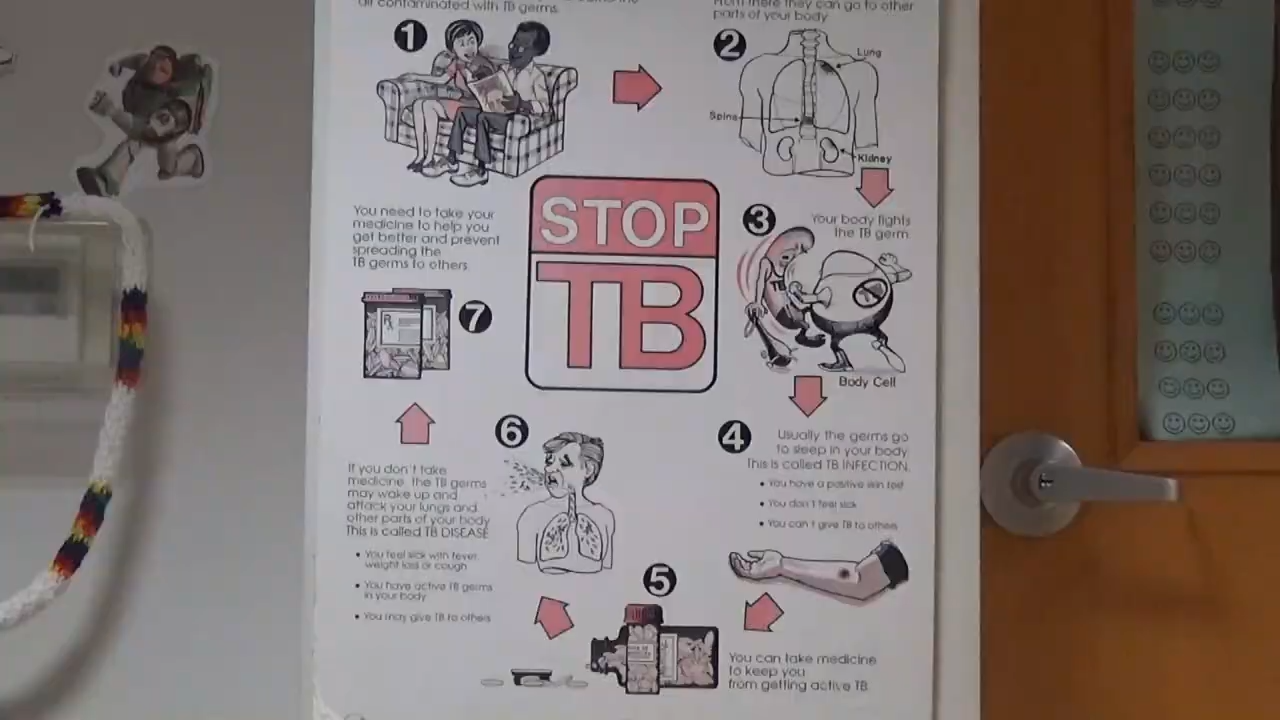 air contaminated with TB germs
1
From there they can go to other
parts of your body
2
Lung
Spine
Kidney
STOP
TB
3
Your body fights
the TB germ.
Body Cell
4
Usually the germs go
to sleep in your body
This is called TB INFECTION.
• You have a positive skin test
• You don't feel sick
• You can't give TB to others
5
You can take medicine
to keep you
from getting active TB.
6
If you don't take
medicine, the TB germs
may wake up and
attack your lungs and
other parts of your body
This is called TB DISEASE
• You feel sick with fever,
weight loss or cough
• You have active TB germs
in your body
• You may give TB to others
7
You need to take your
medicine to help you
get better and prevent
spreading the
TB germs to others.